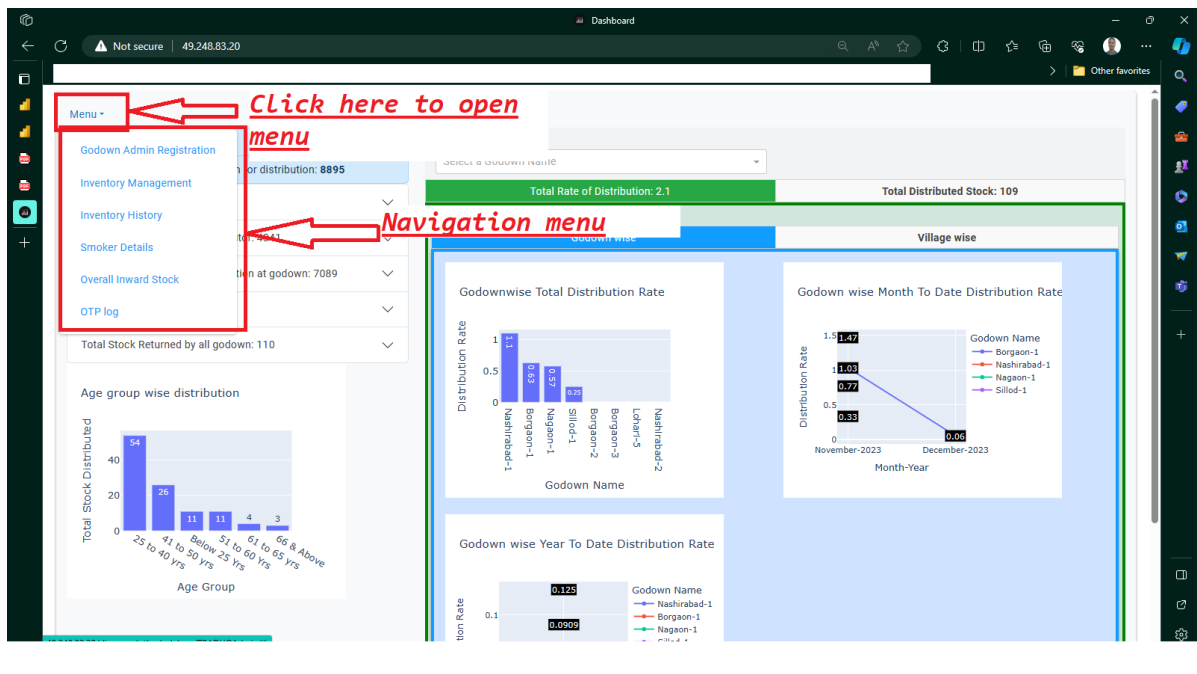 Dashboard
Not secure | 49.248.83.20
Other favorites
Menu
Click here to open
menu
Godown Admin Registration
Inventory Management
Inventory History
Smoker Details
Overall Inward Stock
OTP log
for distribution: 8895
4941
at godown: 7089
Total Stock Returned by all godown: 110
Navigation menu
Select a Godown Name
Total Rate of Distribution: 2.1
Total Distributed Stock: 109
Godown wise
Village wise
Age group wise distribution
Total Stock Distributed
40
20
0
54
26
11
11
4
3
25 to 40 yrs
41 to 50 yrs
Below 25 Yrs
51 to 60 Yrs
61 to 65 yrs
66 & Above
Age Group
Godownwise Total Distribution Rate
Distribution Rate
1
0.5
0
1.1
0.63
0.57
0.25
Nashirabad-1
Borgaon-1
Nagaon-1
Sillod-1
Borgaon-2
Borgaon-3
Lohari-5
Nashirabad-2
Godown Name
Godown wise Month To Date Distribution Rate
Distribution Rate
1.5
1
0.5
0
1.47
1.03
0.77
0.33
0.06
November-2023
December-2023
Month-Year
Godown Name
Borgaon-1
Nashirabad-1
Nagaon-1
Sillod-1
Godown wise Year To Date Distribution Rate
0.1
0.125
0.0909
Godown Name
Nashirabad-1
Borgaon-1
Nagaon-1